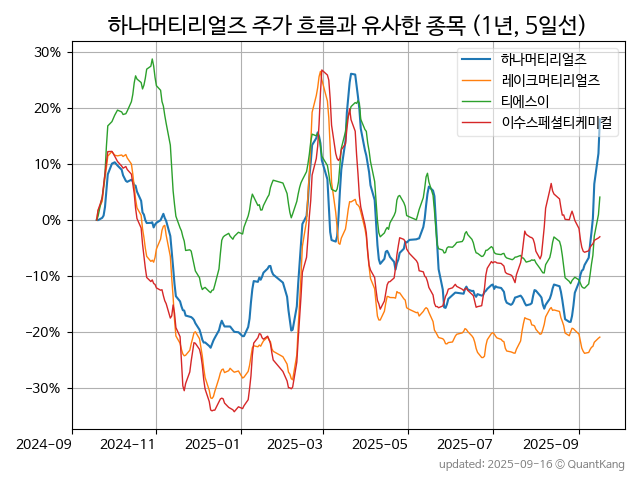 하나머티리얼즈 주가 흐름과 유사한 종목 (1년, 5일선)
하나머티리얼즈
레이크머티리얼즈
티에스이
이수스페셜티케미컬
30%
20%
10%
0%
-10%
-20%
-30%
2024-09
2024-11
2025-01
2025-03
2025-05
2025-07
2025-09
updated: 2025-09-16 © QuantKang